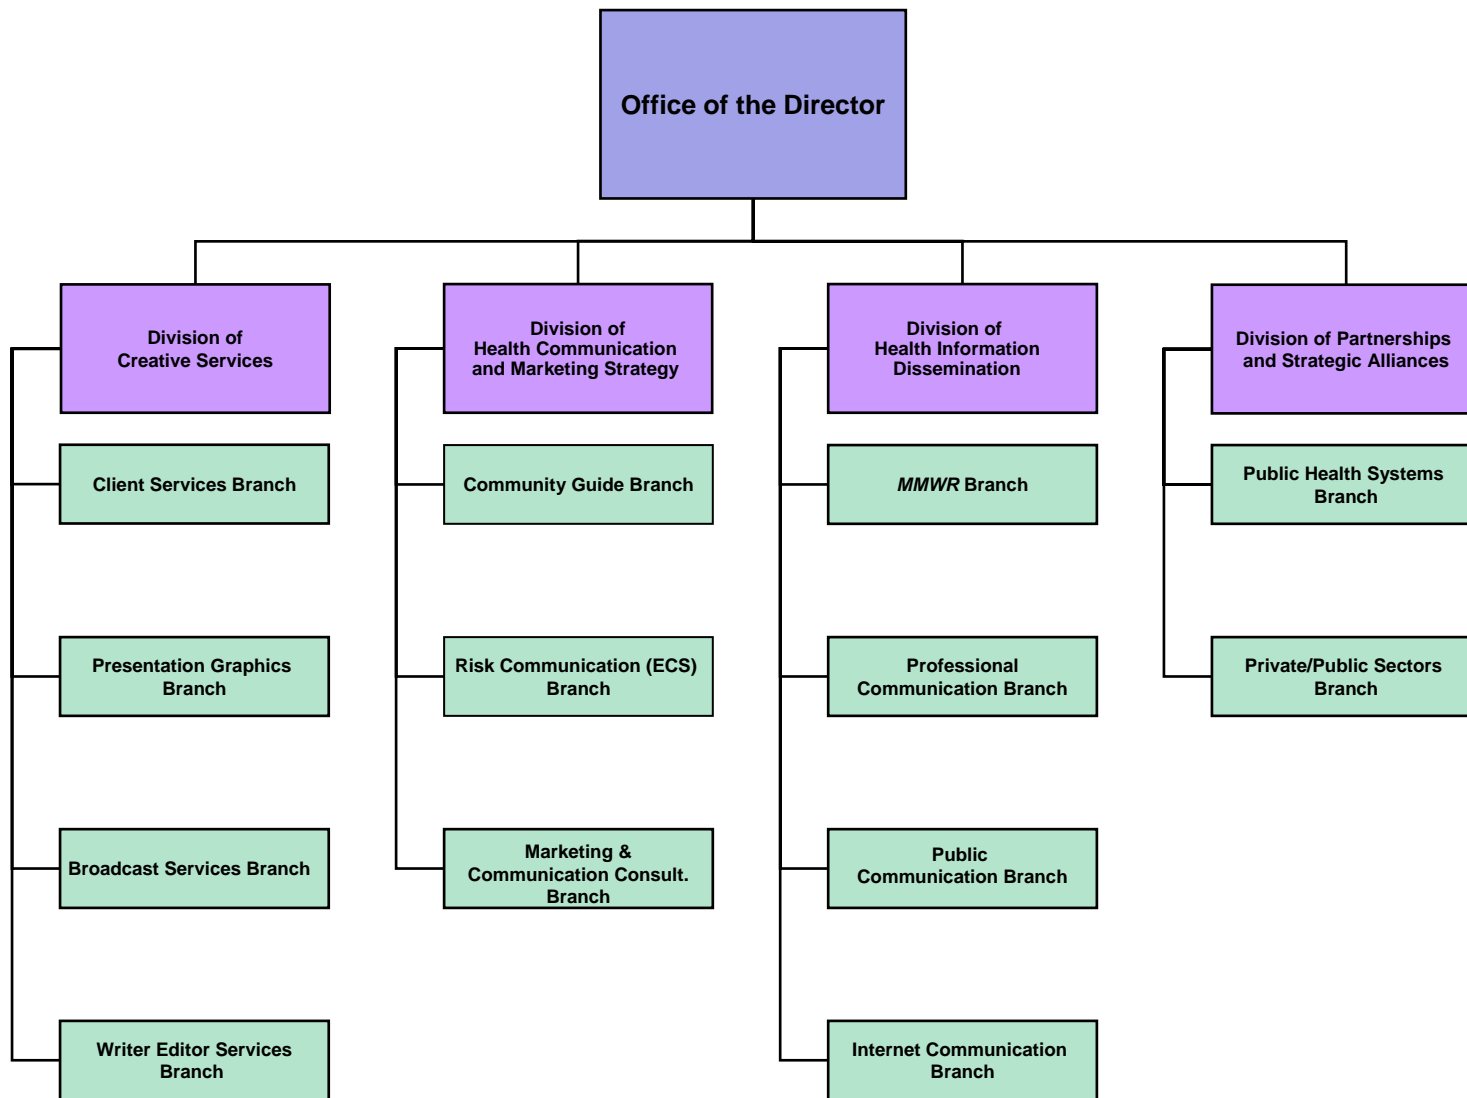 Office of the Director
Division of
Creative Services
Division of
Health Communication
and Marketing Strategy
Division of
Health Information
Dissemination
Division of Partnerships
and Strategic Alliances
Client Services Branch
Community Guide Branch
MMWR Branch
Public Health Systems
Branch
Presentation Graphics
Branch
Risk Communication (ECS)
Branch
Professional
Communication Branch
Private/Public Sectors
Branch
Broadcast Services Branch
Marketing &
Communication Consult.
Branch
Public
Communication Branch
Writer Editor Services
Branch
Internet Communication
Branch